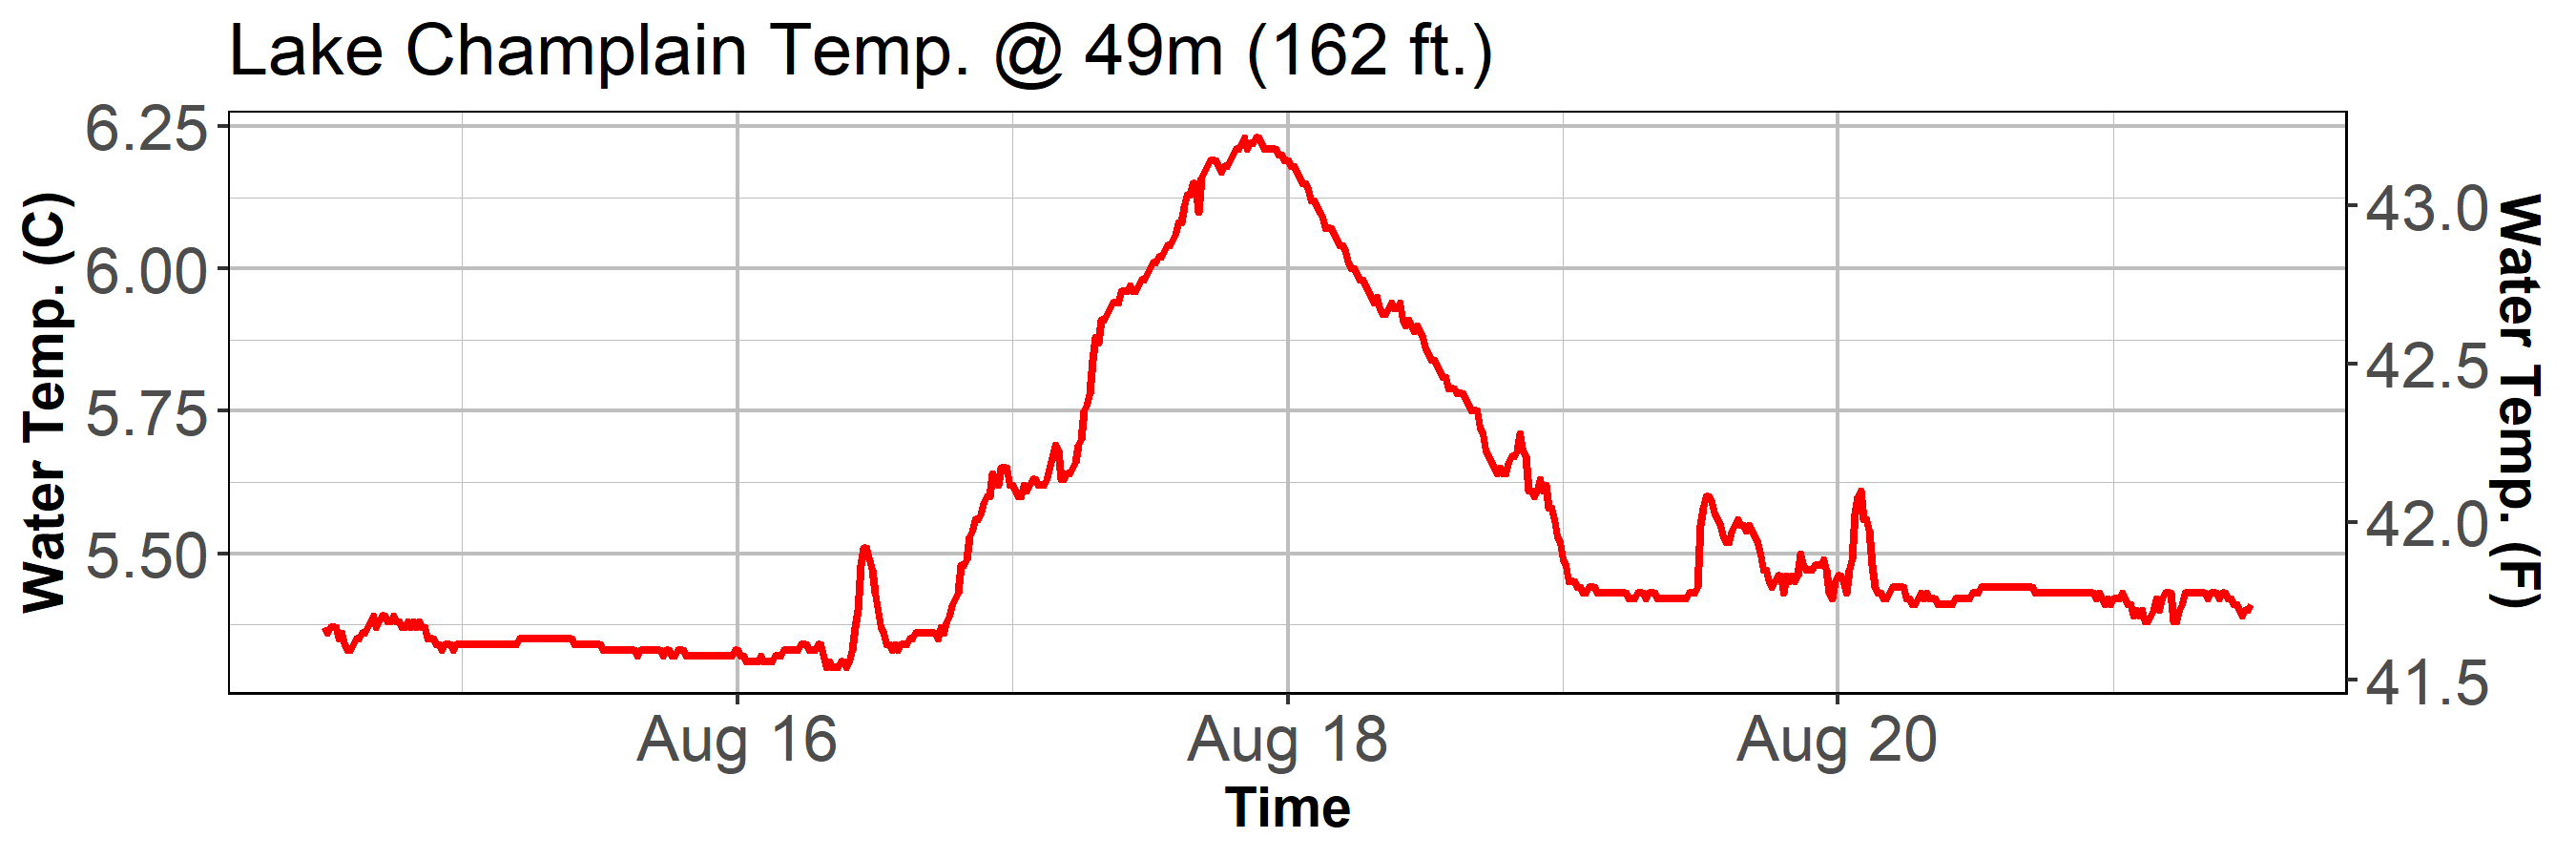 Lake Champlain Temp. @ 49m (162 ft.)
Water Temp. (C)
6.25
6.00
5.75
5.50
43.0
42.5
42.0
41.5
Water Temp. (F)
Aug 16
Aug 18
Aug 20
Time